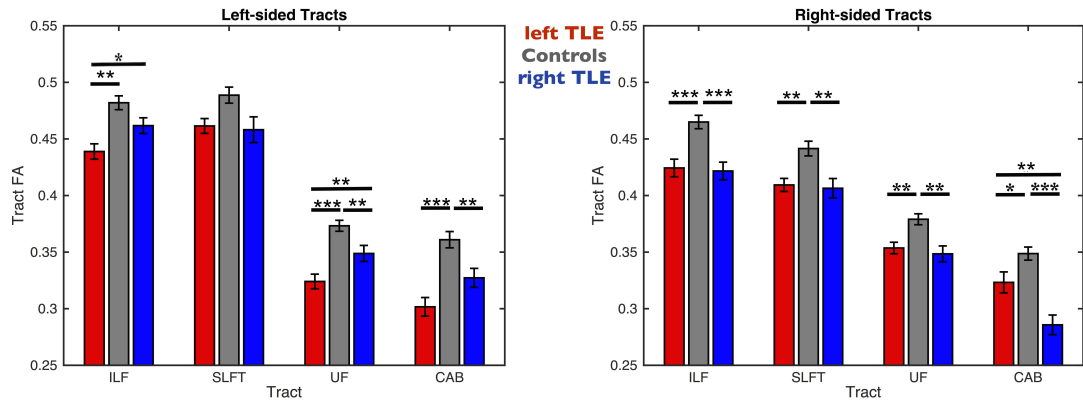 Left-sided Tracts
0.55
0.5
0.45
0.4
0.35
0.3
0.25
Tract FA
*
**
**
*** **
*** **
ILF SLFT UF CAB
Tract
left TLE
Controls
right TLE
Right-sided Tracts
0.55
0.5
0.45
0.4
0.35
0.3
0.25
Tract FA
*** ***
** **
** **
**
* ***
ILF SLFT UF CAB
Tract